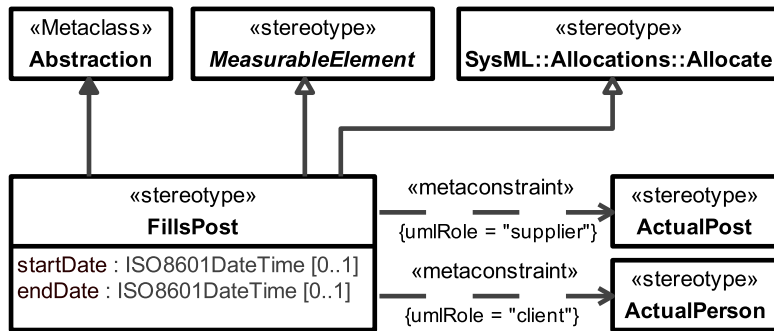 «Metaclass»
Abstraction
«stereotype»
MeasurableElement
«stereotype»
SysML::Allocations::Allocate
«stereotype»
FillsPost
startDate : ISO8601DateTime [0..1]
endDate : ISO8601DateTime [0..1]
«metaconstraint»
{umlRole = "supplier"}
«stereotype»
ActualPost
«metaconstraint»
{umlRole = "client"}
«stereotype»
ActualPerson